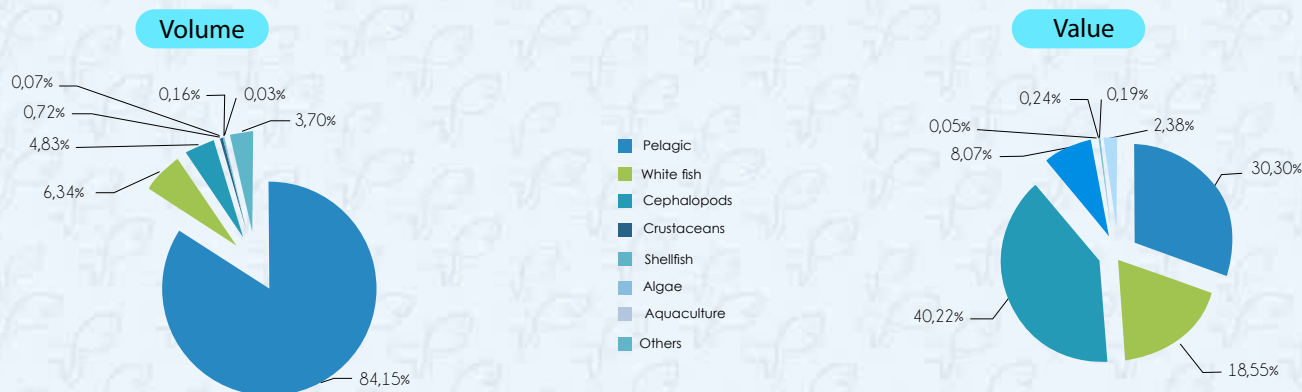 Volume
0,07%
0,16%
0,03%
0,72%
3,70%
4,83%
6,34%
84,15%
Pelagic
White fish
Cephalopods
Crustaceans
Shellfish
Algae
Aquaculture
Others
Value
0,24%
0,19%
0,05%
2,38%
8,07%
30,30%
40,22%
18,55%